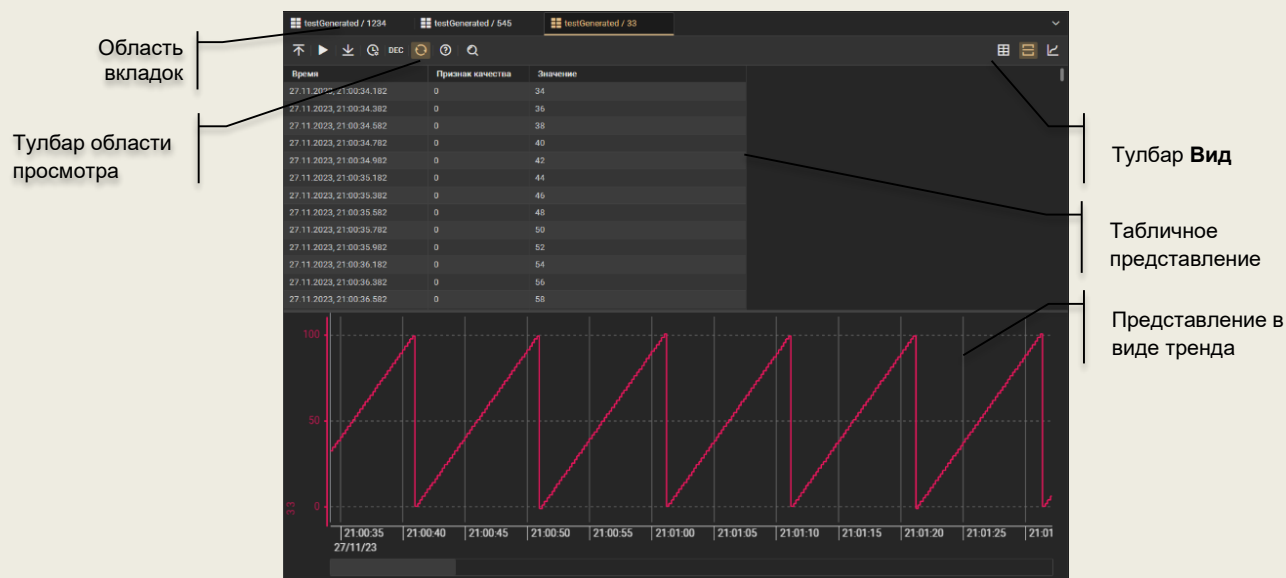 testGenerated / 1234 testGenerated / 545 testGenerated / 33
Область
вкладок
DEC
Тулбар области
просмотра
Тулбар Вид
Табличное
представление
Представление в
виде тренда
Время Признак качества Значение
27.11.2023, 21:00:34.182 0 34
27.11.2023, 21:00:34.382 0 36
27.11.2023, 21:00:34.582 0 38
27.11.2023, 21:00:34.782 0 40
27.11.2023, 21:00:34.982 0 42
27.11.2023, 21:00:35.182 0 44
27.11.2023, 21:00:35.382 0 46
27.11.2023, 21:00:35.582 0 48
27.11.2023, 21:00:35.782 0 50
27.11.2023, 21:00:35.982 0 52
27.11.2023, 21:00:36.182 0 54
27.11.2023, 21:00:36.382 0 56
27.11.2023, 21:00:36.582 0 58
100
50
0
21:00:35 21:00:40 21:00:45 21:00:50 21:00:55 21:01:00 21:01:05 21:01:10 21:01:15 21:01:20 21:01:25 21:01
27/11/23